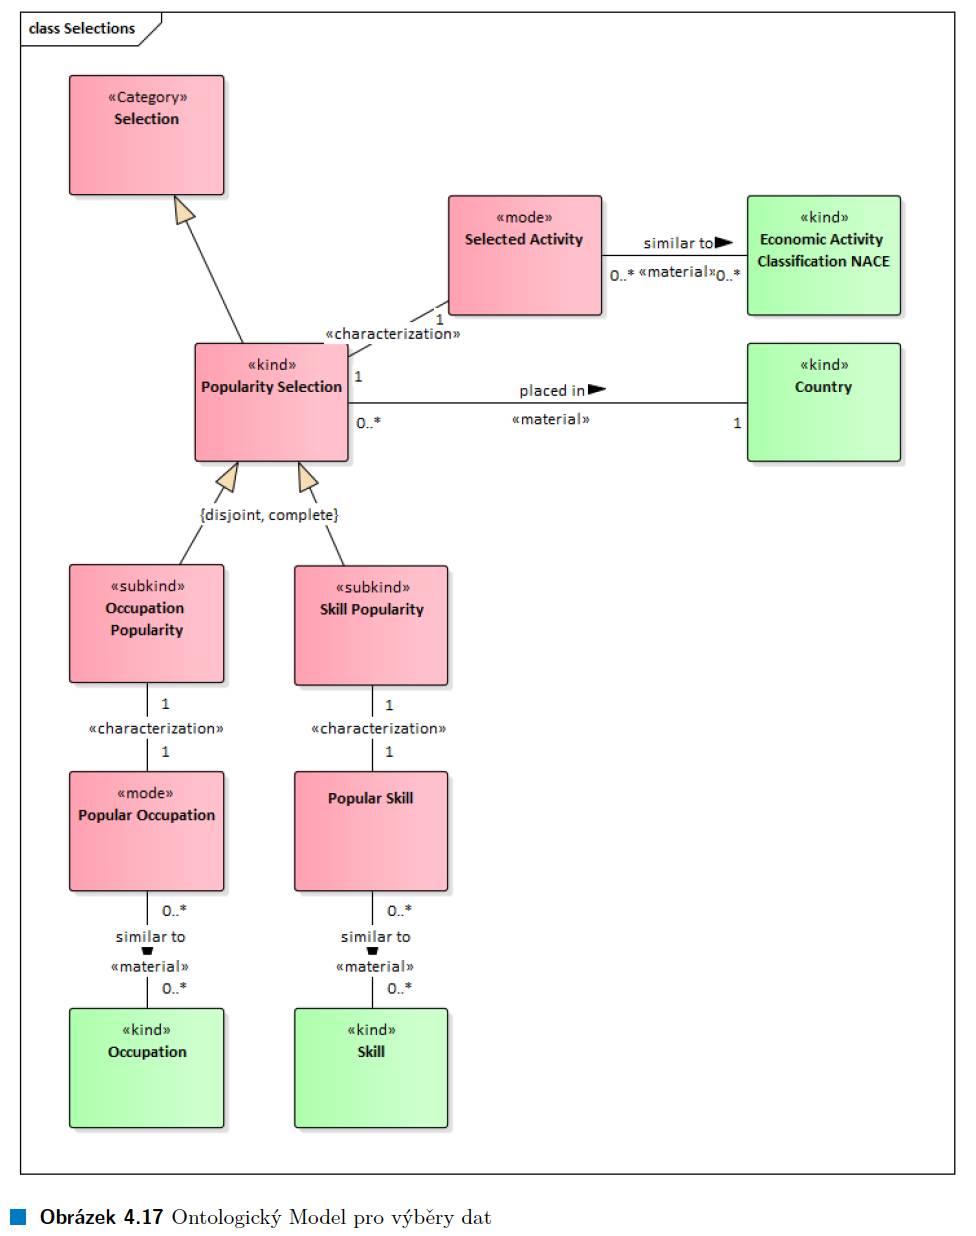 class Selections
«Category»
Selection
«mode»
Selected Activity
similar to
0..* «material» 0..*
«kind»
Economic Activity
Classification NACE
1
«characterization»
1
«kind»
Popularity Selection
placed in
0..*
«material»
1
«kind»
Country
{disjoint, complete}
«subkind»
Occupation
Popularity
«subkind»
Skill Popularity
1
«characterization»
1
1
«characterization»
1
«mode»
Popular Occupation
Popular Skill
0..*
similar to
«material»
0..*
0..*
similar to
«material»
0..*
«kind»
Occupation
«kind»
Skill
Obrázek 4.17 Ontologický Model pro výběry dat